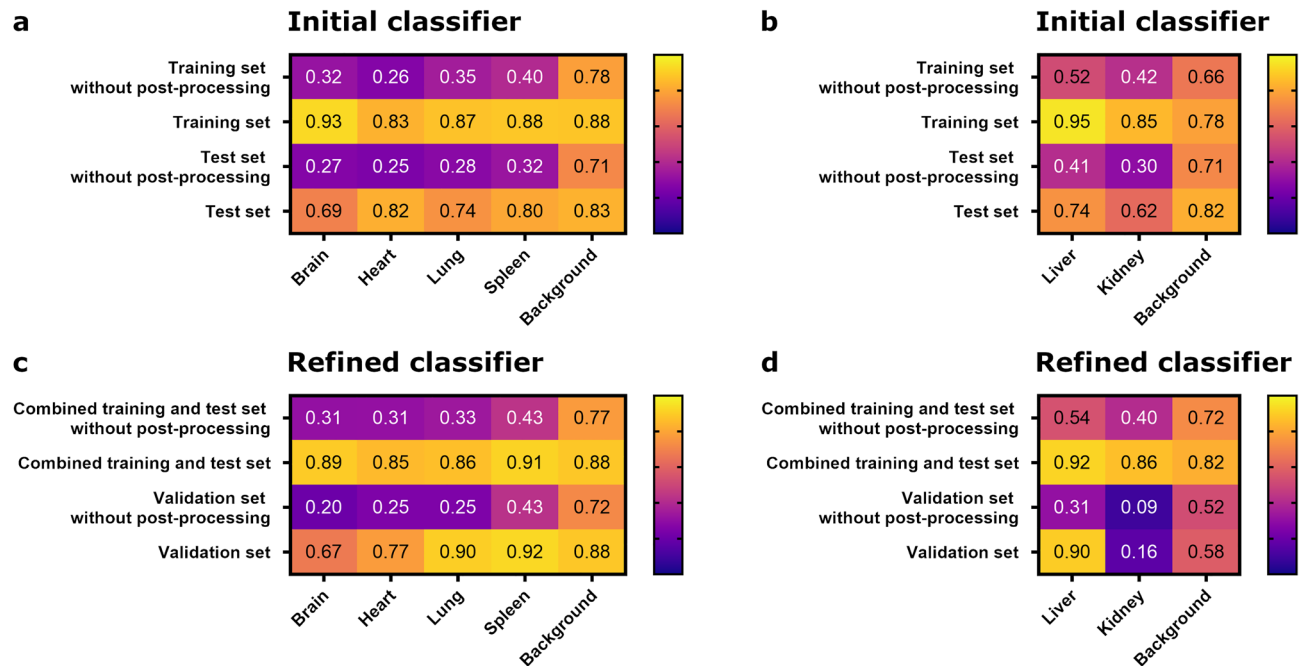 a
Initial classifier
Training set
without post-processing
0.32 0.26 0.35 0.40 0.78
Training set
0.93 0.83 0.87 0.88 0.88
Test set
without post-processing
0.27 0.25 0.28 0.32 0.71
Test set
0.69 0.82 0.74 0.80 0.83
Brain Heart Lung Spleen Background
b
Initial classifier
Training set
without post-processing
0.52 0.42 0.66
Training set
0.95 0.85 0.78
Test set
without post-processing
0.41 0.30 0.71
Test set
0.74 0.62 0.82
Liver Kidney Background
c
Refined classifier
Combined training and test set
without post-processing
0.31 0.31 0.33 0.43 0.77
Combined training and test set
0.89 0.85 0.86 0.91 0.88
Validation set
without post-processing
0.20 0.25 0.25 0.43 0.72
Validation set
0.67 0.77 0.90 0.92 0.88
Brain Heart Lung Spleen Background
d
Refined classifier
Combined training and test set
without post-processing
0.54 0.40 0.72
Combined training and test set
0.92 0.86 0.82
Validation set
without post-processing
0.31 0.09 0.52
Validation set
0.90 0.16 0.58
Liver Kidney Background